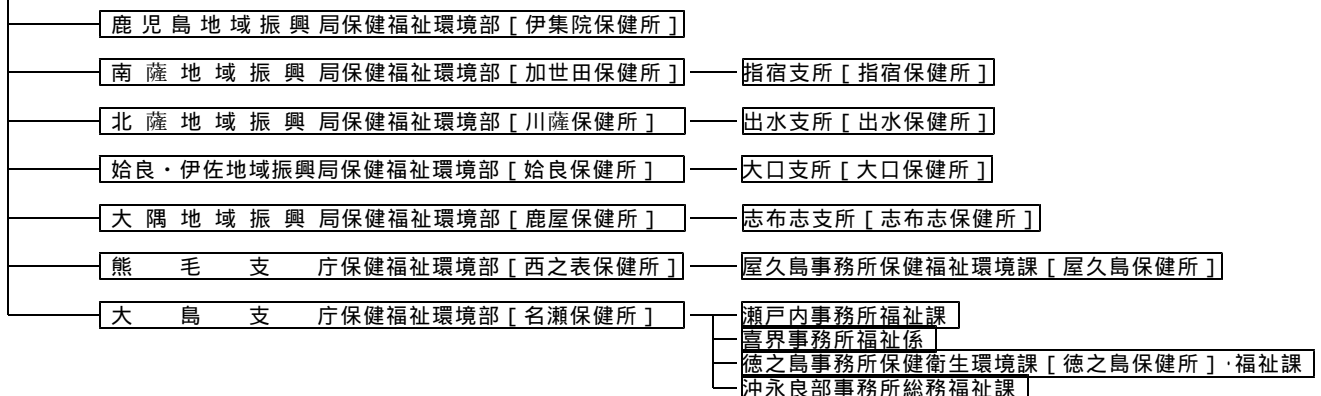 鹿児島地域振興局保健福祉環境部[伊集院保健所]
南薩地域振興局保健福祉環境部[加世田保健所] 指宿支所[指宿保健所]
北薩地域振興局保健福祉環境部[川薩保健所] 出水支所[出水保健所]
姶良・伊佐地域振興局保健福祉環境部[姶良保健所] 大口支所[大口保健所]
大隅地域振興局保健福祉環境部[鹿屋保健所] 志布志支所[志布志保健所]
熊毛支庁保健福祉環境部[西之表保健所] 屋久島事務所保健福祉環境課[屋久島保健所]
大島支庁保健福祉環境部[名瀬保健所] 瀬戸内事務所福祉課
喜界事務所福祉係
徳之島事務所保健衛生環境課[徳之島保健所]・福祉課
沖永良部事務所総務福祉課